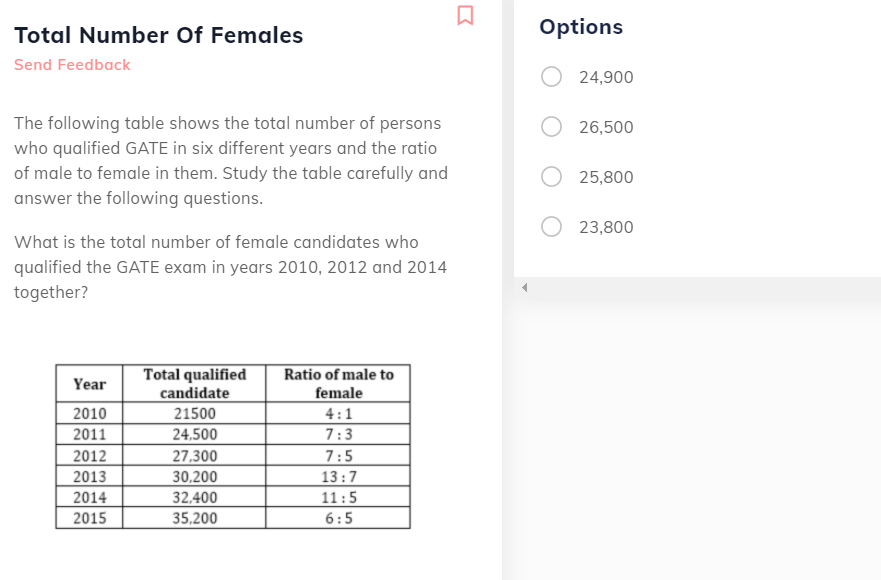 Total Number Of Females
Send Feedback
The following table shows the total number of persons
who qualified GATE in six different years and the ratio
of male to female in them. Study the table carefully and
answer the following questions.
What is the total number of female candidates who
qualified the GATE exam in years 2010, 2012 and 2014
together?
Year Total qualified candidate Ratio of male to female
2010 21500 4 : 1
2011 24,500 7 : 3
2012 27,300 7 : 5
2013 30,200 13 : 7
2014 32,400 11 : 5
2015 35,200 6 : 5
Options
24,900
26,500
25,800
23,800